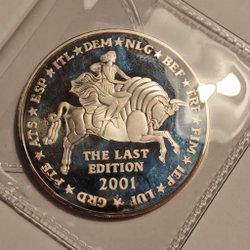 ATS★ESP★ITL★DEM★NLG★BEF★FRF★FIM★IEP★LUF★GRD★PTE★
THE LAST
EDITION
2001